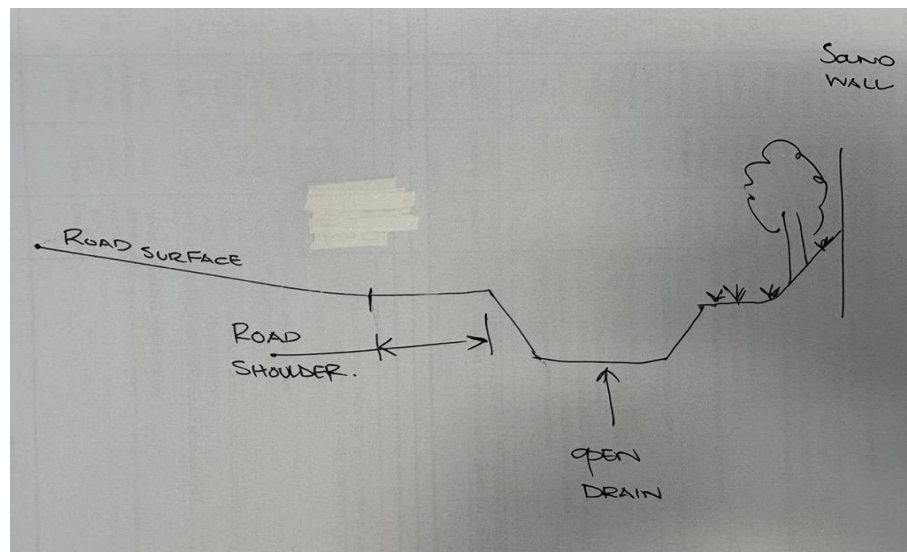 SOUND
WALL
ROAD SURFACE
ROAD
SHOULDER.
OPEN
DRAIN